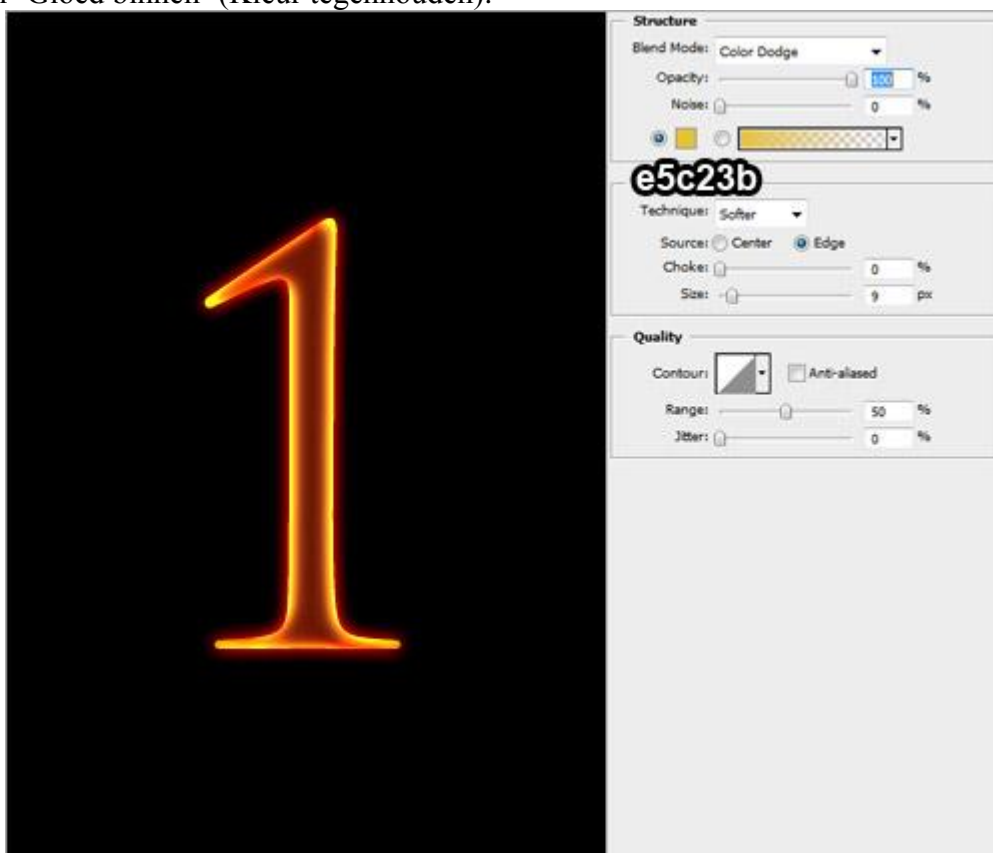 'Gloed binnen' (Kleur tegenhouden).
1
Structure
Blend Mode: Color Dodge
Opacity: 100 %
Noise: 0 %
e5c23b
Technique: Softer
Source: Center Edge
Choke: 0 %
Size: 9 px
Quality
Contour: Anti-aliased
Range: 50 %
Jitter: 0 %